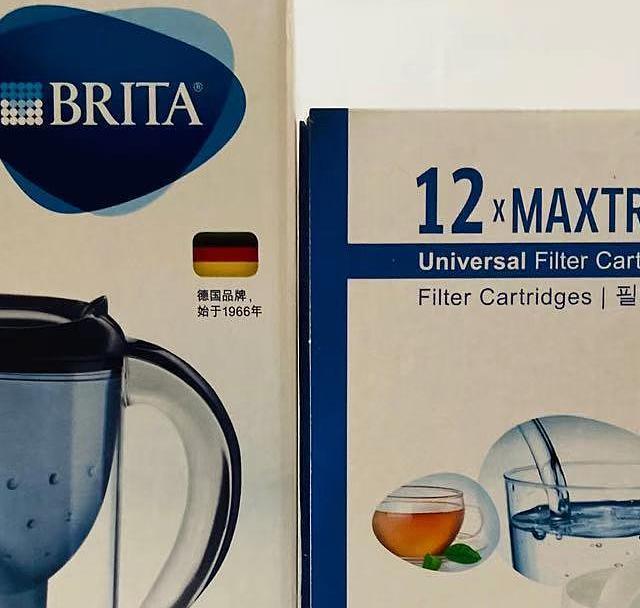 BRITA®
德国品牌，
始于1966年
12 x MAXTR
Universal Filter Cart
Filter Cartridges | 필